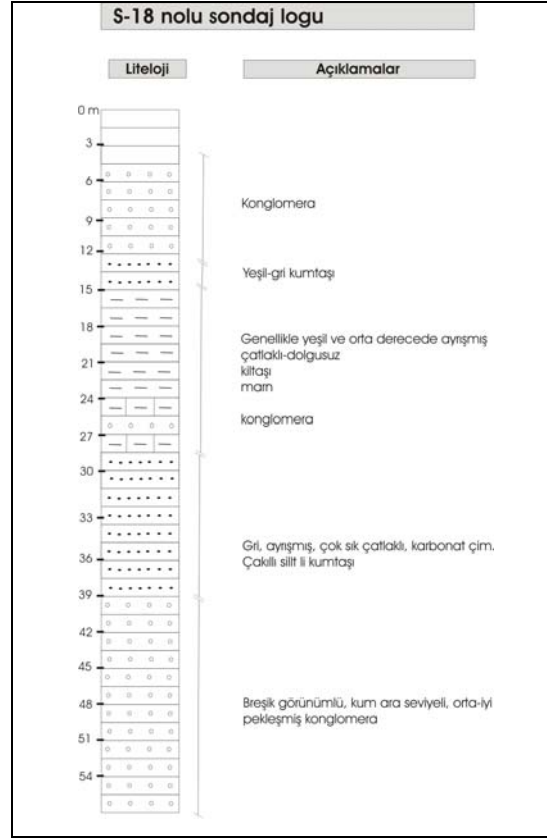 S-18 nolu sondaj logu
Liteloji
Açıklamalar
0 m
3
6
9
12
15
18
21
24
27
30
33
36
39
42
45
48
51
54
Konglomera
Yeşil-gri kumtaşı
Genellikle yeşil ve orta derecede ayrışmış
çatlaklı-dolgusuz
kiltaşı
marn
konglomera
Gri, ayrışmış, çok sık çatlaklı, karbonat çim.
Çakıllı sillt li kumtaşı
Breşik görünümlü, kum ara seviyeli, orta-iyi
pekleşmiş konglomera